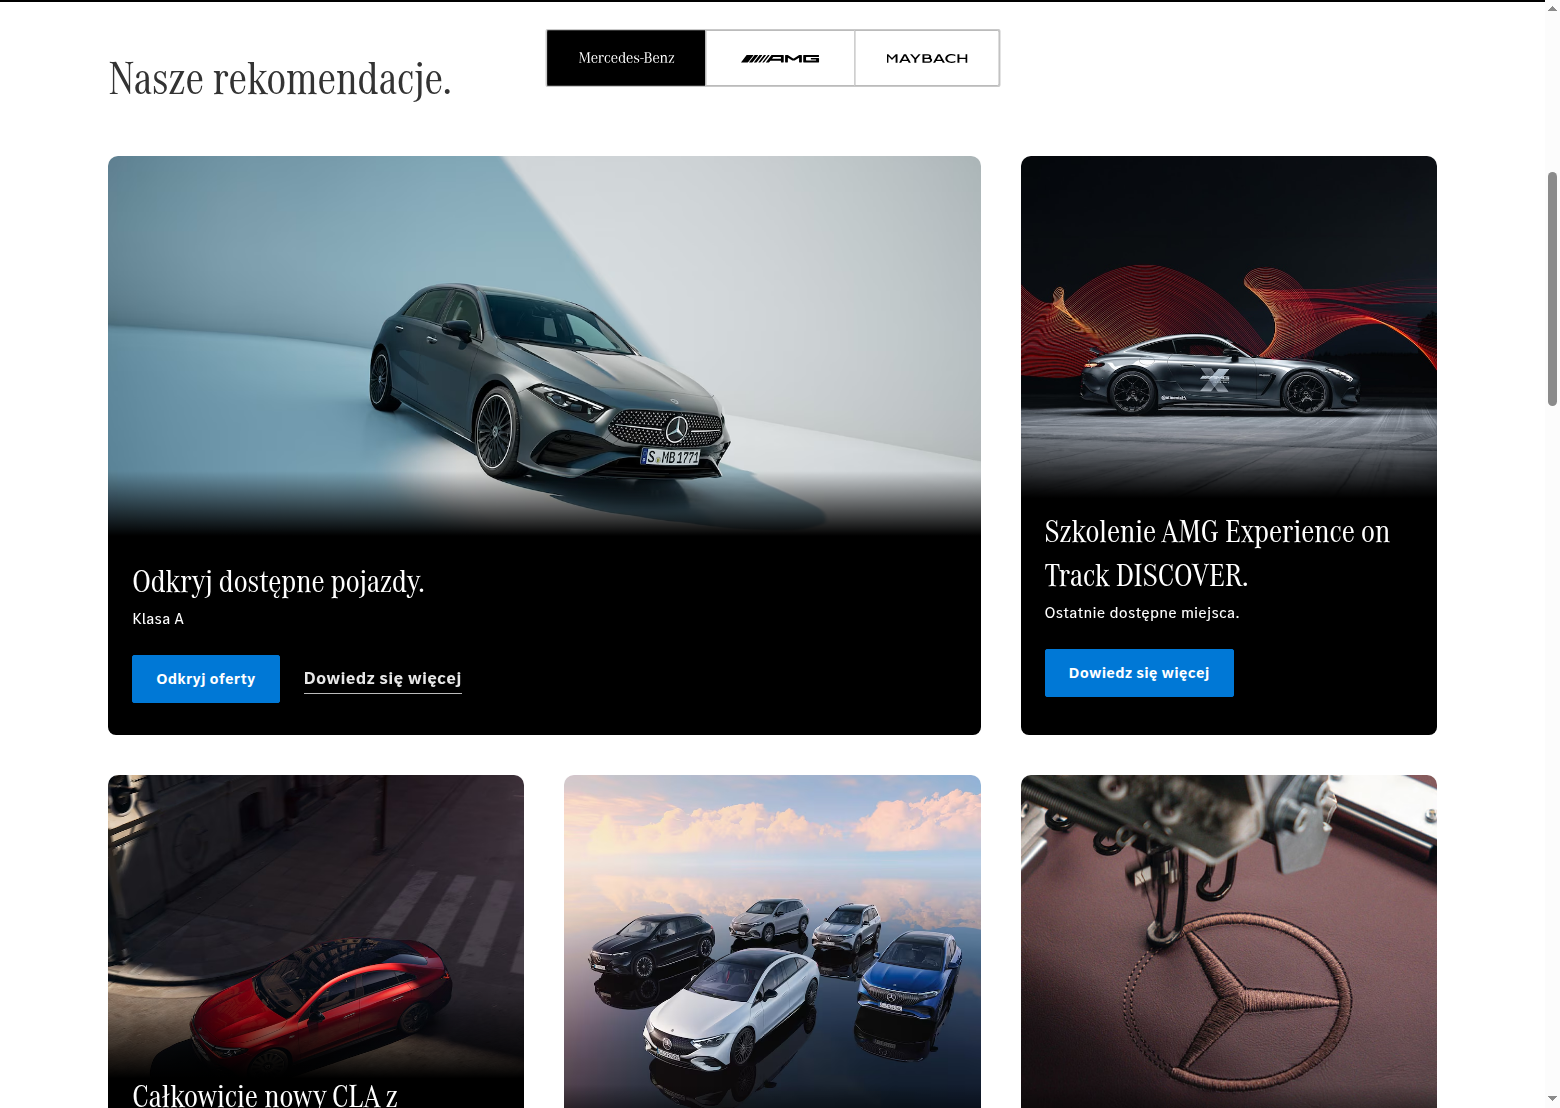 Nasze rekomendacje.
Mercedes-Benz
AMG
MAYBACH
S MB 1771
Odkryj dostępne pojazdy.
Klasa A
Odkryj oferty
Dowiedz się więcej
AMG
X
Szkolenie AMG Experience on
Track DISCOVER.
Ostatnie dostępne miejsca.
Dowiedz się więcej
Całkowicie nowy CLA z